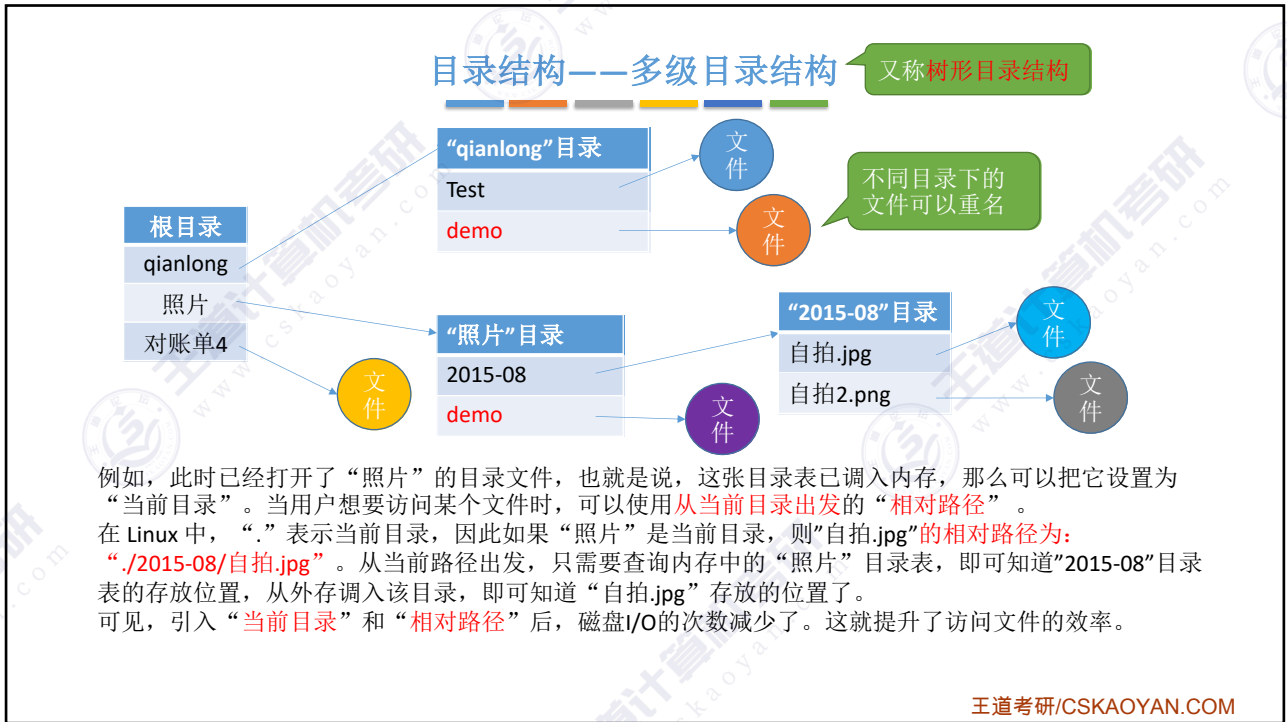 目录结构——多级目录结构
又称树形目录结构
“qianlong”目录
Test
demo
文
件
文
件
不同目录下的
文件可以重名
根目录
qianlong
照片
对账单4
文
件
“照片”目录
2015-08
demo
文
件
“2015-08”目录
自拍.jpg
自拍2.png
文
件
文
件
例如，此时已经打开了“照片”的目录文件，也就是说，这张目录表已调入内存，那么可以把它设置为
“当前目录”。当用户想要访问某个文件时，可以使用从当前目录出发的“相对路径”。
在 Linux 中，“.”表示当前目录，因此如果“照片”是当前目录，则”自拍.jpg”的相对路径为：
“./2015-08/自拍.jpg”。从当前路径出发，只需要查询内存中的“照片”目录表，即可知道”2015-08”目录
表的存放位置，从外存调入该目录，即可知道“自拍.jpg”存放的位置了。
可见，引入“当前目录”和“相对路径”后，磁盘I/O的次数减少了。这就提升了访问文件的效率。
王道考研/CSKAOYAN.COM
王道计算机考研
www.cskaoyan.com